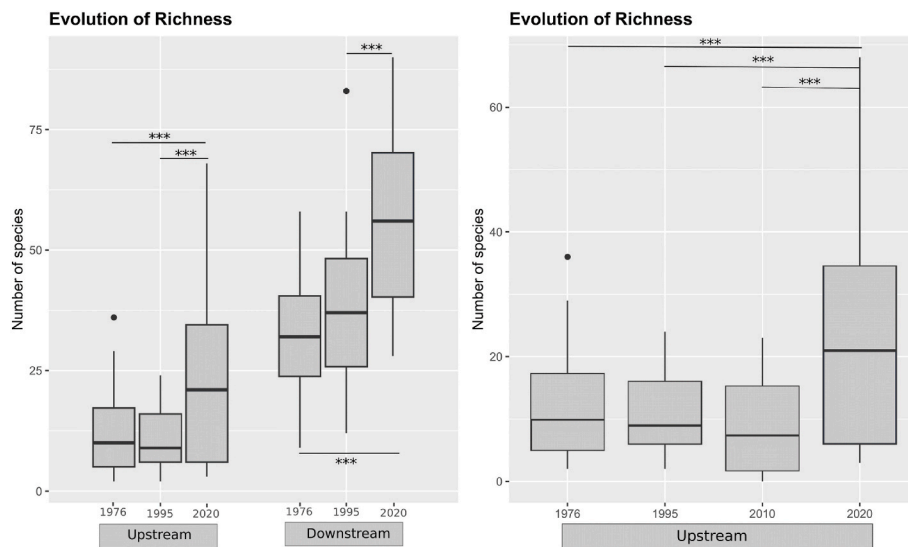 Evolution of Richness
Number of species
75
50
25
0
***
***
***
***
1976 1995 2020 1976 1995 2020
Upstream Downstream
Evolution of Richness
Number of species
60
40
20
0
***
***
***
1976 1995 2010 2020
Upstream